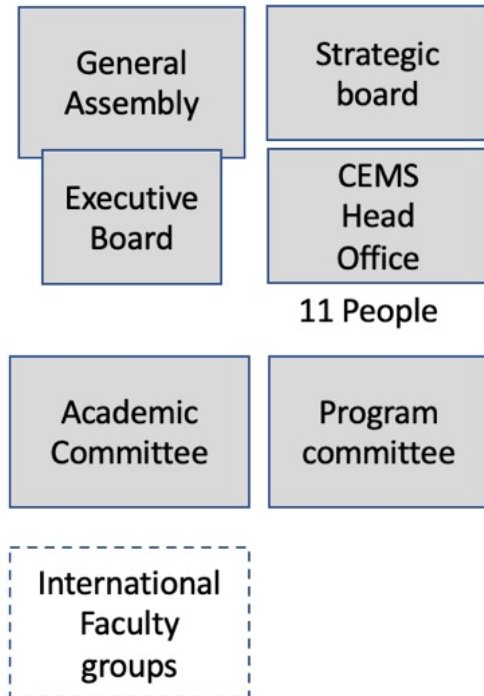 General
Assembly
Strategic
board
Executive
Board
CEMS
Head
Office
11 People
Academic
Committee
Program
committee
International
Faculty
groups